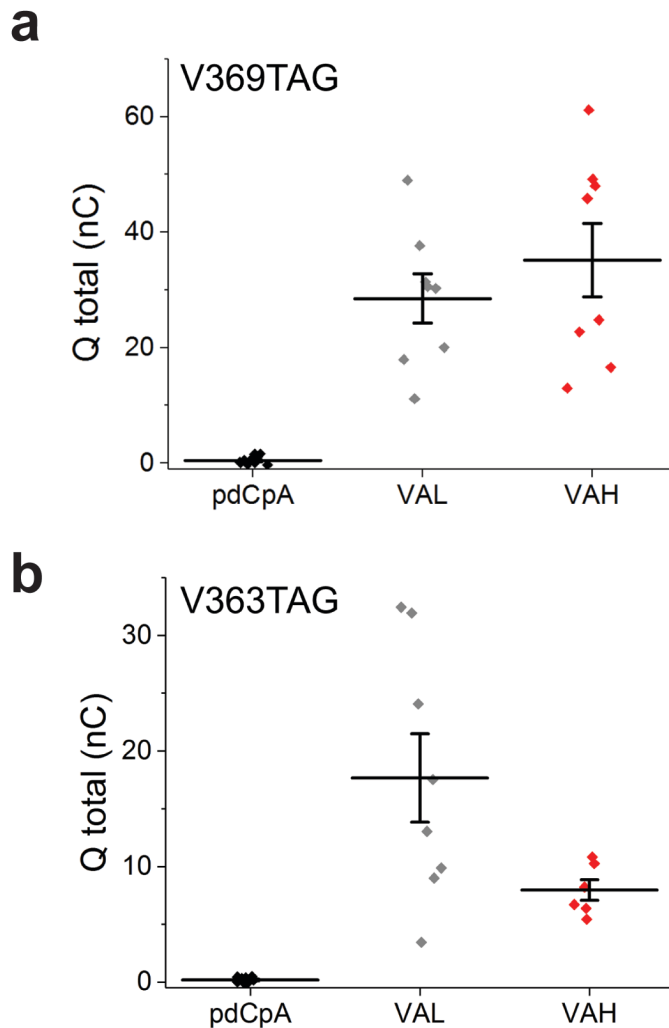 a
V369TAG
Q total (nC)
60
40
20
0
pdCpA VAL VAH
b
V363TAG
Q total (nC)
30
20
10
0
pdCpA VAL VAH